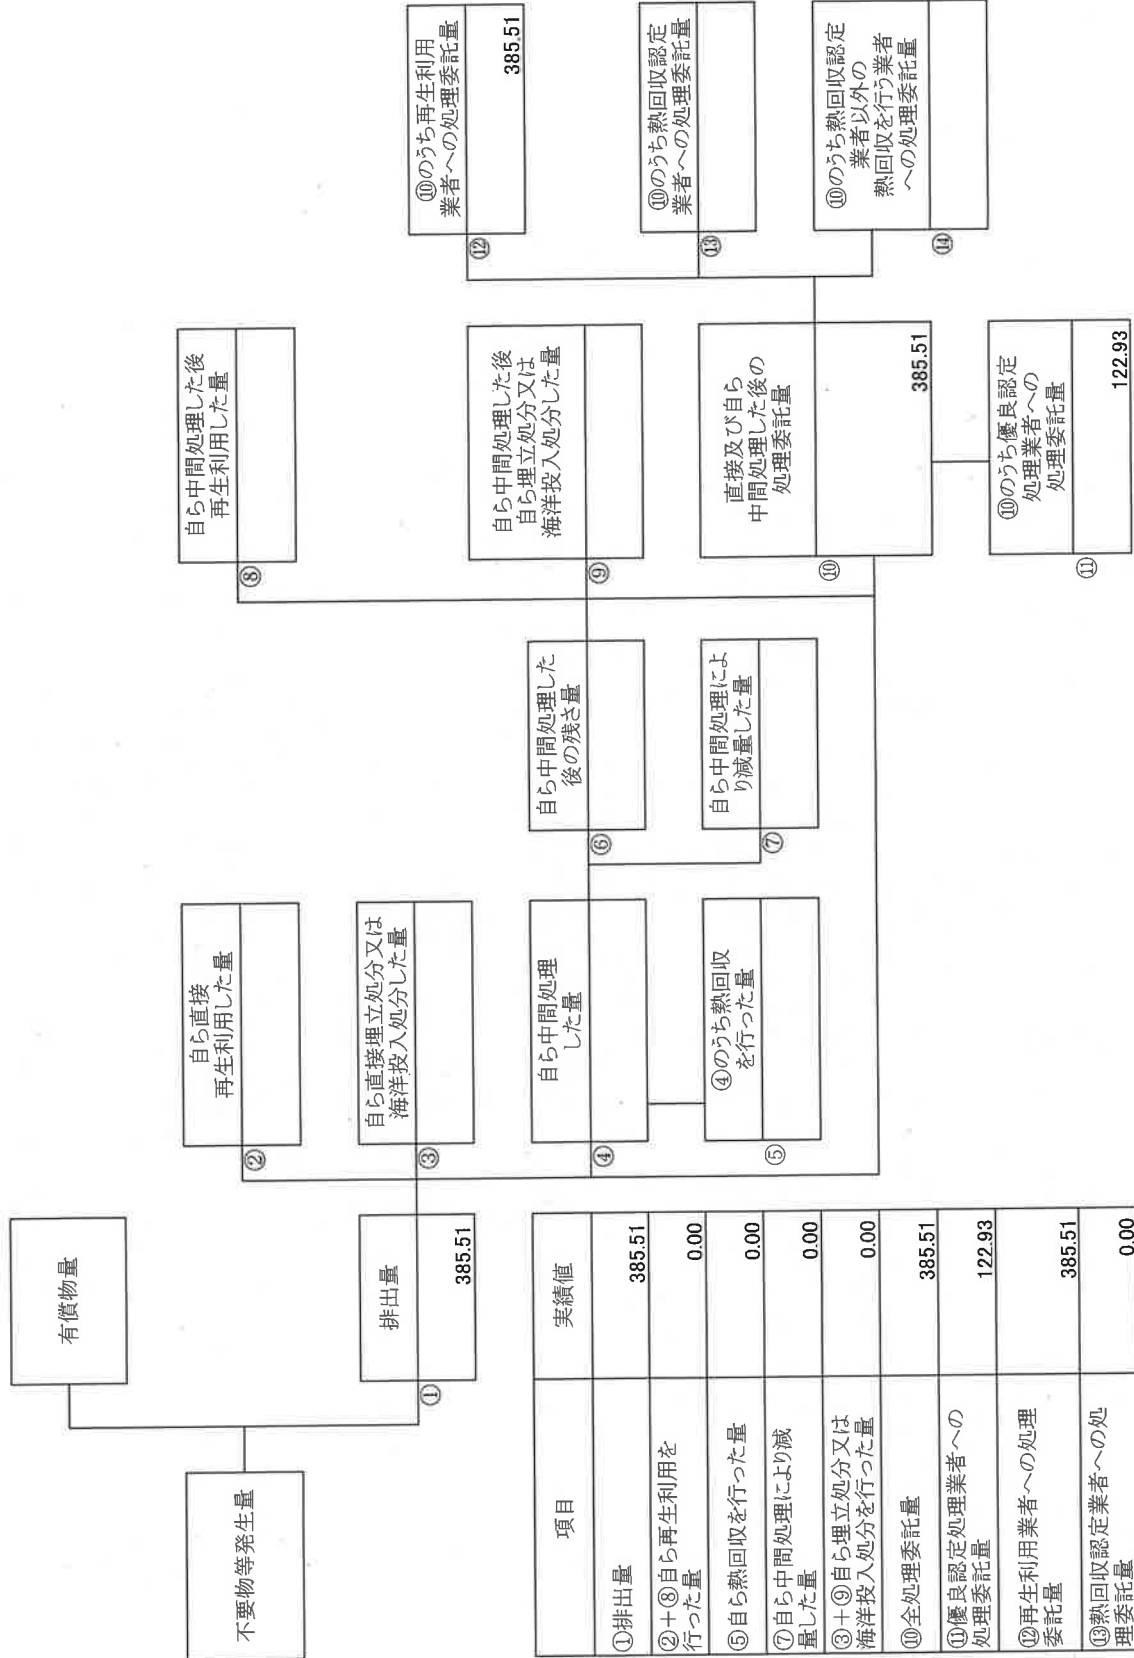 不要物等発生量
有償物量
①
排出量
385.51
②
自ら直接
再生利用した量
③
自ら直接埋立処分又は
海洋投入処分した量
④
自ら中間処理
した量
⑤
④のうち熱回収
を行った量
⑥
自ら中間処理した
後の残さ量
⑦
自ら中間処理によ
り減量した量
⑧
自ら中間処理した後
再生利用した量
⑨
自ら中間処理した後
自ら埋立処分又は
海洋投入処分した量
⑩
直接及び自ら
中間処理した後の
処理委託量
385.51
⑪
⑩のうち優良認定
処理業者への
処理委託量
122.93
⑫
⑩のうち再生利用
業者への処理委託量
385.51
⑬
⑩のうち熱回収認定
業者への処理委託量
⑭
⑩のうち熱回収認定
業者以外の
熱回収を行う業者
への処理委託量
項目 実績値
①排出量 385.51
②+⑧自ら再生利用を
行った量 0.00
⑤自ら熱回収を行った量 0.00
⑦自ら中間処理により減
量した量 0.00
③+⑨自ら埋立処分又は
海洋投入処分を行った量 0.00
⑩全処理委託量 385.51
⑪優良認定処理業者への
処理委託量 122.93
⑫再生利用業者への処理
委託量 385.51
⑬熱回収認定業者への処
理委託量 0.00